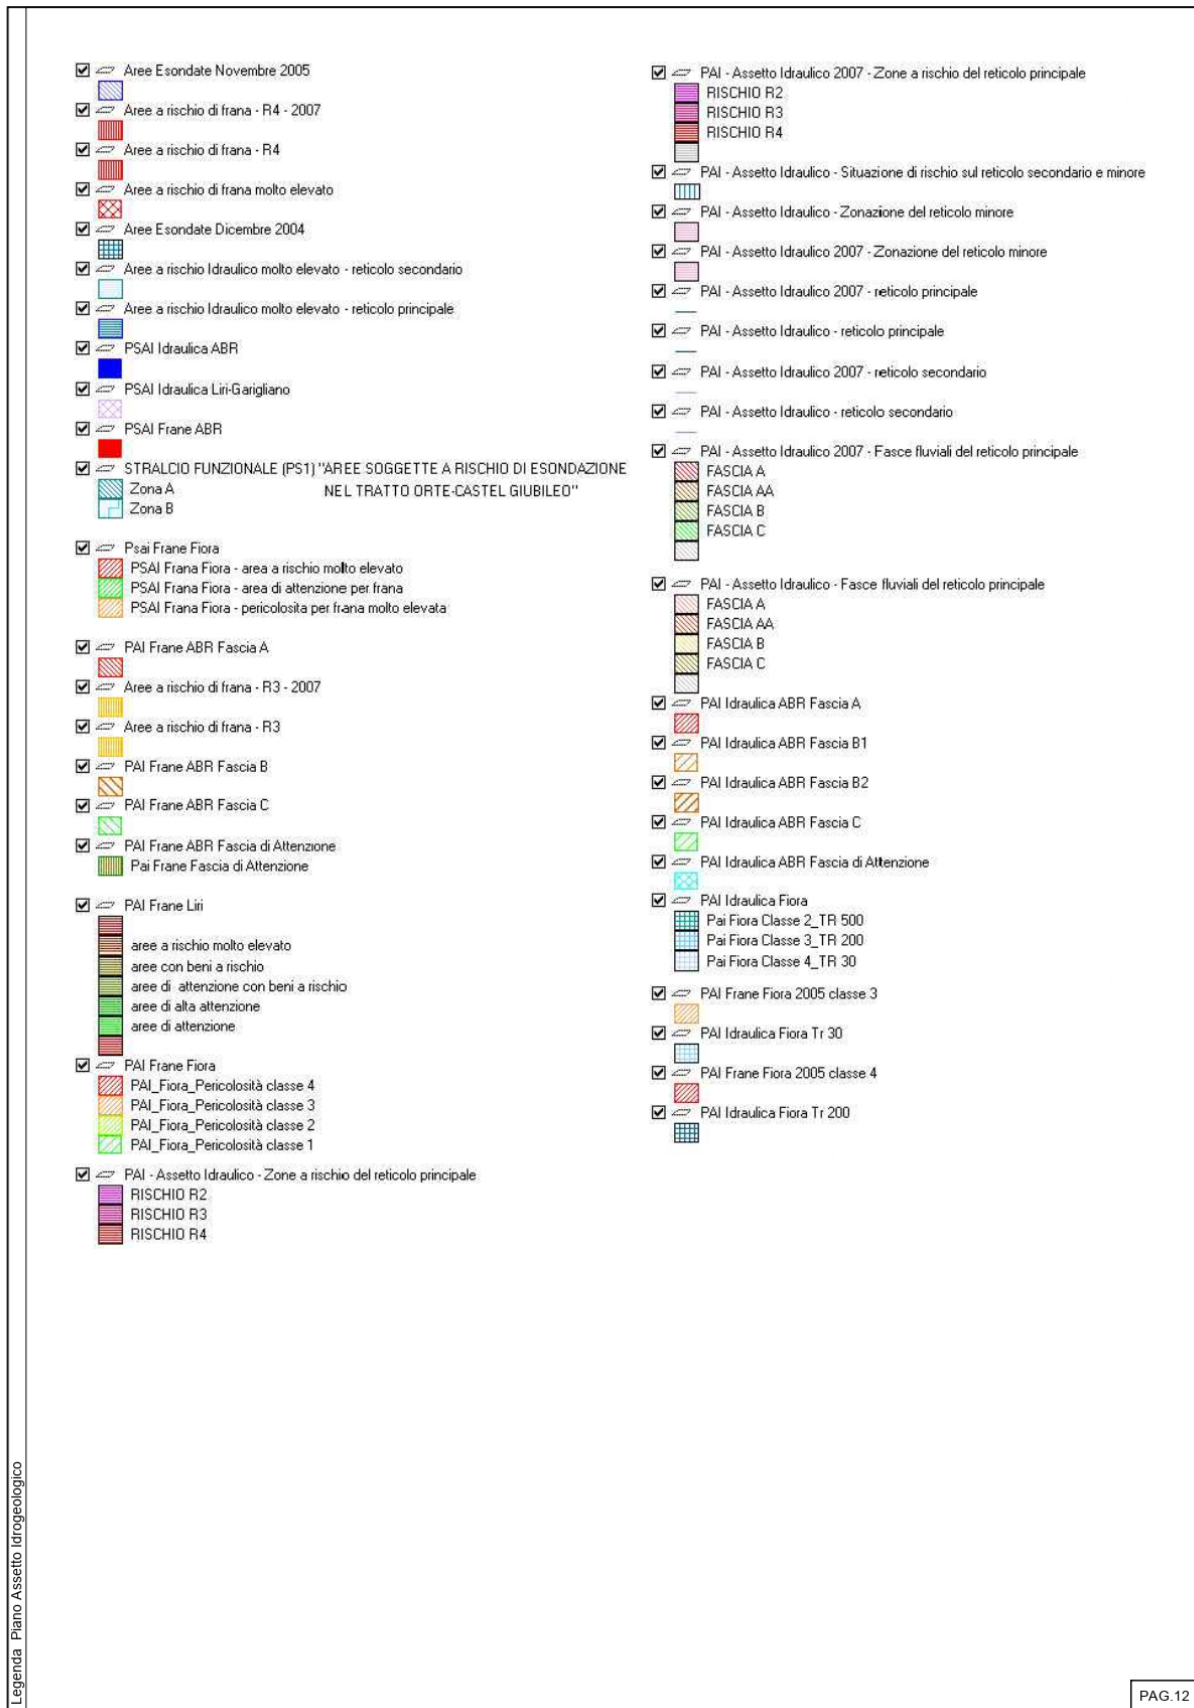 Aree Esondate Novembre 2005
Aree a rischio di frana - R4 - 2007
Aree a rischio di frana - R4
Aree a rischio di frana molto elevato
Aree Esondate Dicembre 2004
Aree a rischio Idraulico molto elevato - reticolo secondario
Aree a rischio Idraulico molto elevato - reticolo principale
PSAI Idraulica ABR
PSAI Idraulica Liri-Garigliano
PSAI Frane ABR
STRALCIO FUNZIONALE (PS1) "AREE SOGGETTE A RISCHIO DI ESONDAZIONE
Zona A NEL TRATTO ORTE-CASTEL GIUBILEO"
Zona B
Psai Frane Fiora
PSAI Frana Fiora - area a rischio molto elevato
PSAI Frana Fiora - area di attenzione per frana
PSAI Frana Fiora - pericolosita per frana molto elevata
PAI Frane ABR Fascia A
Aree a rischio di frana - R3 - 2007
Aree a rischio di frana - R3
PAI Frane ABR Fascia B
PAI Frane ABR Fascia C
PAI Frane ABR Fascia di Attenzione
Pai Frane Fascia di Attenzione
PAI Frane Liri
aree a rischio molto elevato
aree con beni a rischio
aree di attenzione con beni a rischio
aree di alta attenzione
aree di attenzione
PAI Frane Fiora
PAI_Fiora_Pericolosità classe 4
PAI_Fiora_Pericolosità classe 3
PAI_Fiora_Pericolosità classe 2
PAI_Fiora_Pericolosità classe 1
PAI - Assetto Idraulico - Zone a rischio del reticolo principale
RISCHIO R2
RISCHIO R3
RISCHIO R4
PAI - Assetto Idraulico 2007 - Zone a rischio del reticolo principale
RISCHIO R2
RISCHIO R3
RISCHIO R4
PAI - Assetto Idraulico - Situazione di rischio sul reticolo secondario e minore
PAI - Assetto Idraulico - Zonazione del reticolo minore
PAI - Assetto Idraulico 2007 - Zonazione del reticolo minore
PAI - Assetto Idraulico 2007 - reticolo principale
PAI - Assetto Idraulico - reticolo principale
PAI - Assetto Idraulico 2007 - reticolo secondario
PAI - Assetto Idraulico - reticolo secondario
PAI - Assetto Idraulico 2007 - Fasce fluviali del reticolo principale
FASCIA A
FASCIA AA
FASCIA B
FASCIA C
PAI - Assetto Idraulico - Fasce fluviali del reticolo principale
FASCIA A
FASCIA AA
FASCIA B
FASCIA C
PAI Idraulica ABR Fascia A
PAI Idraulica ABR Fascia B1
PAI Idraulica ABR Fascia B2
PAI Idraulica ABR Fascia C
PAI Idraulica ABR Fascia di Attenzione
PAI Idraulica Fiora
Pai Fiora Classe 2_TR 500
Pai Fiora Classe 3_TR 200
Pai Fiora Classe 4_TR 30
PAI Frane Fiora 2005 classe 3
PAI Idraulica Fiora Tr 30
PAI Frane Fiora 2005 classe 4
PAI Idraulica Fiora Tr 200
Legenda Piano Assetto Idrogeologico
PAG.12